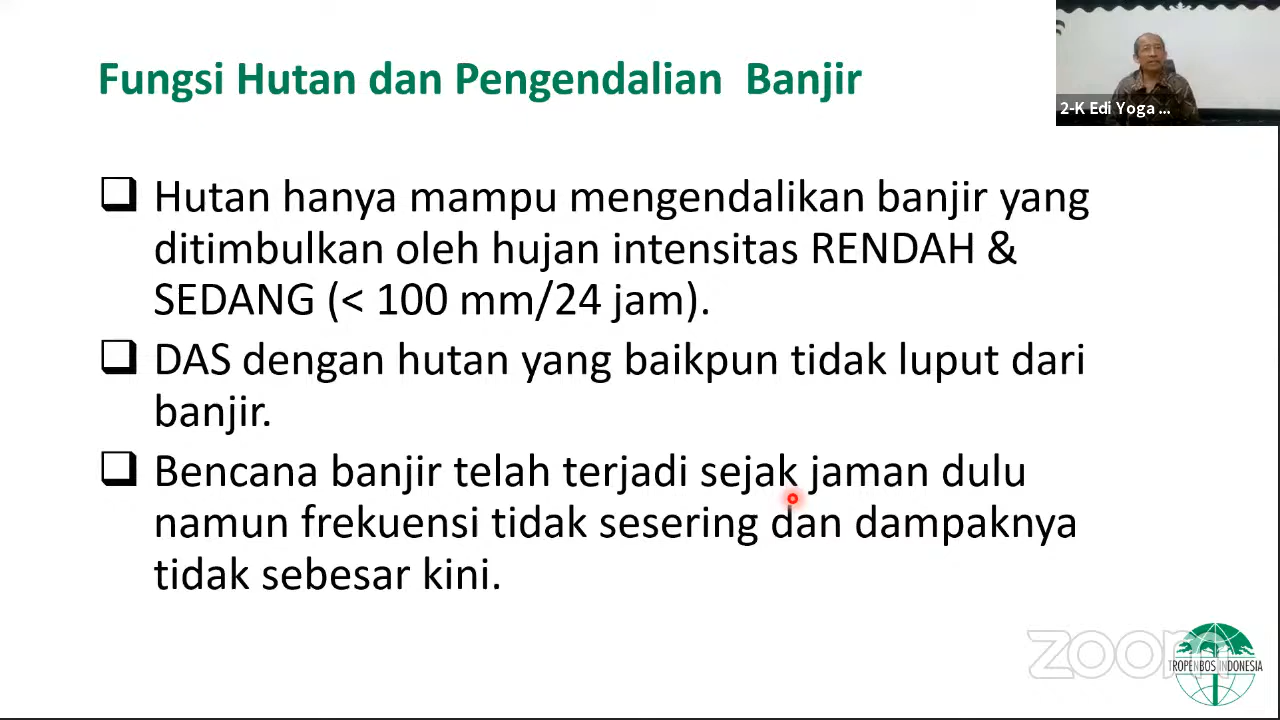 Fungsi Hutan dan Pengendalian Banjir
2-K Edi Yoga ...
❑ Hutan hanya mampu mengendalikan banjir yang
ditimbulkan oleh hujan intensitas RENDAH &
SEDANG (< 100 mm/24 jam).
❑ DAS dengan hutan yang baikpun tidak luput dari
banjir.
❑ Bencana banjir telah terjadi sejak jaman dulu
namun frekuensi tidak sesering dan dampaknya
tidak sebesar kini.
zoom
TROPENBOS INDONESIA